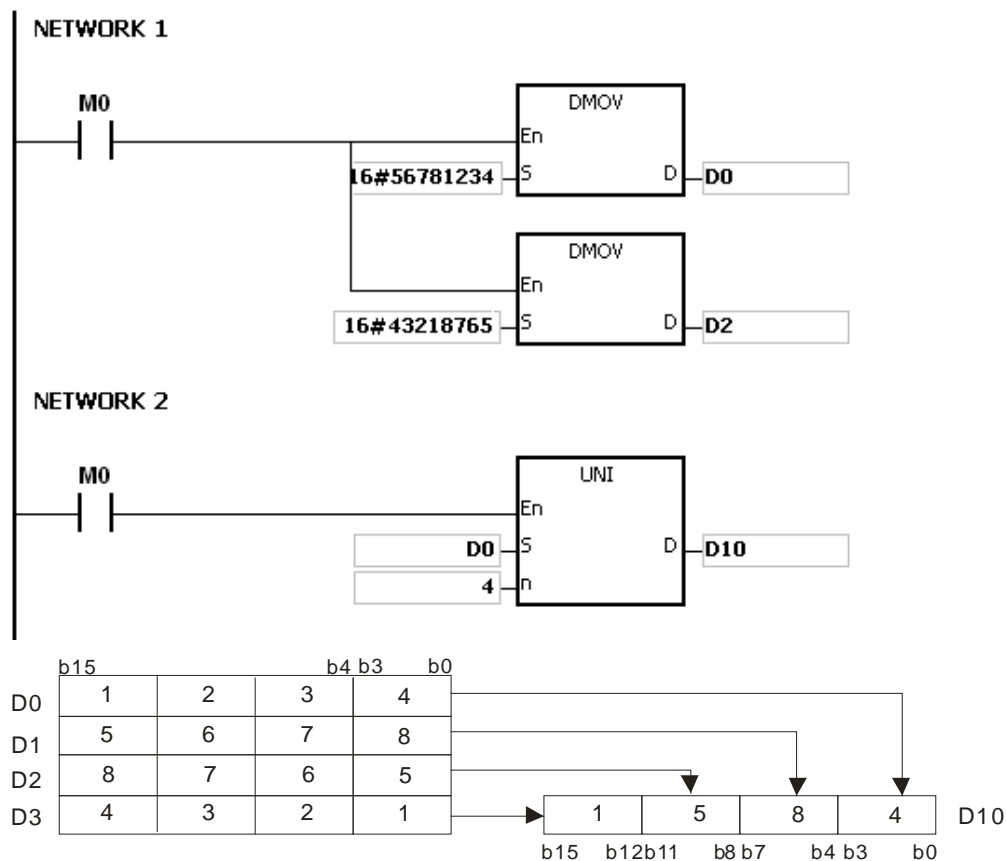 NETWORK 1
M0
DMOV
En
16#56781234 S D D0
DMOV
En
16#43218765 S D D2
NETWORK 2
M0
UNI
En
D0 S D D10
4 n
b15 b4 b3 b0
D0 1 2 3 4
D1 5 6 7 8
D2 8 7 6 5
D3 4 3 2 1
1 5 8 4 D10
b15 b12 b11 b8 b7 b4 b3 b0